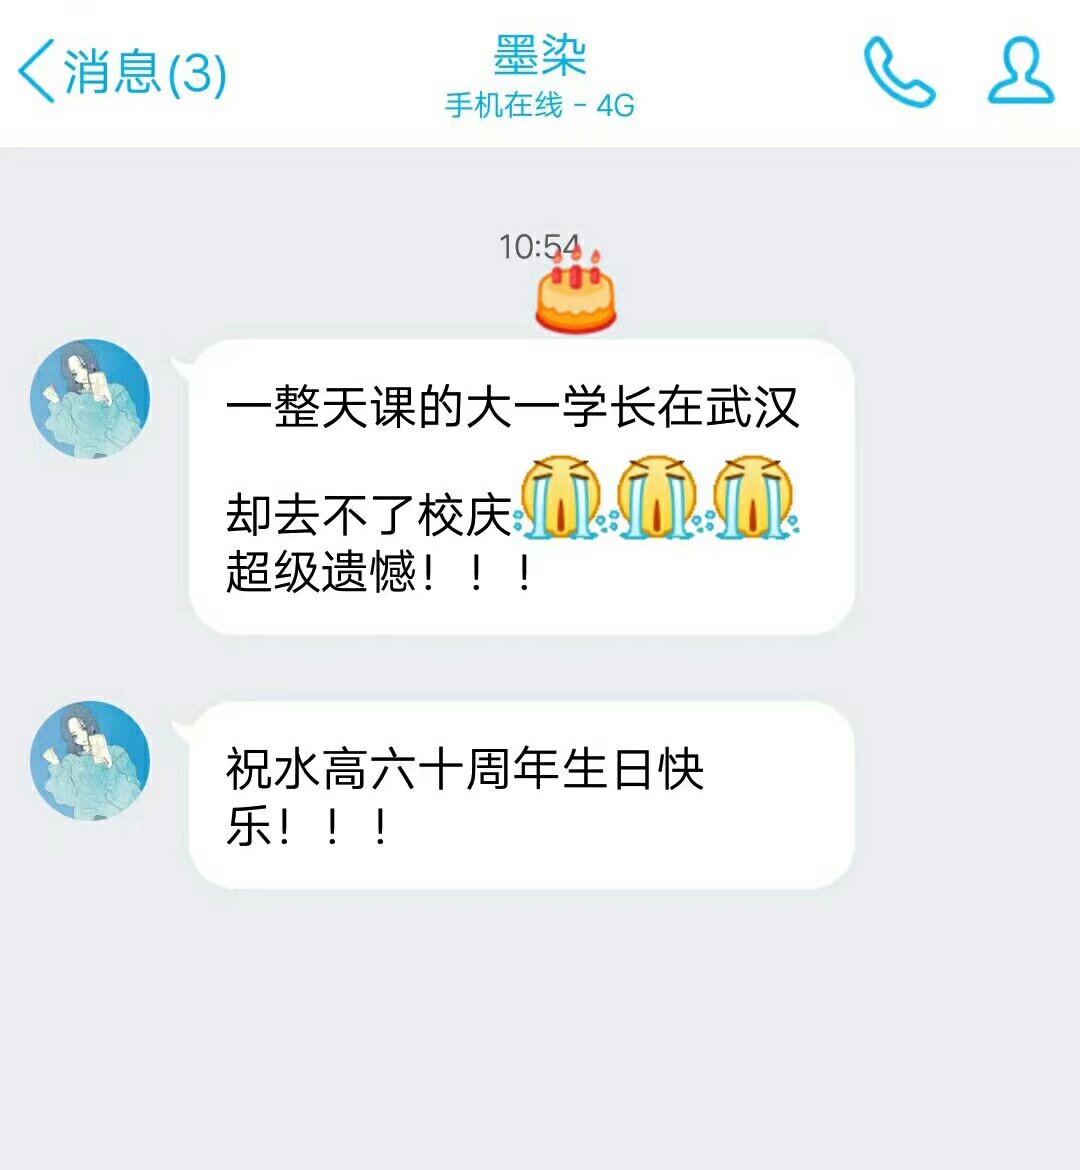 消息(3)
墨染
手机在线 - 4G
10:54
一整天课的大一学长在武汉
却去不了校庆
超级遗憾！！！
祝水高六十周年生日快
乐！！！